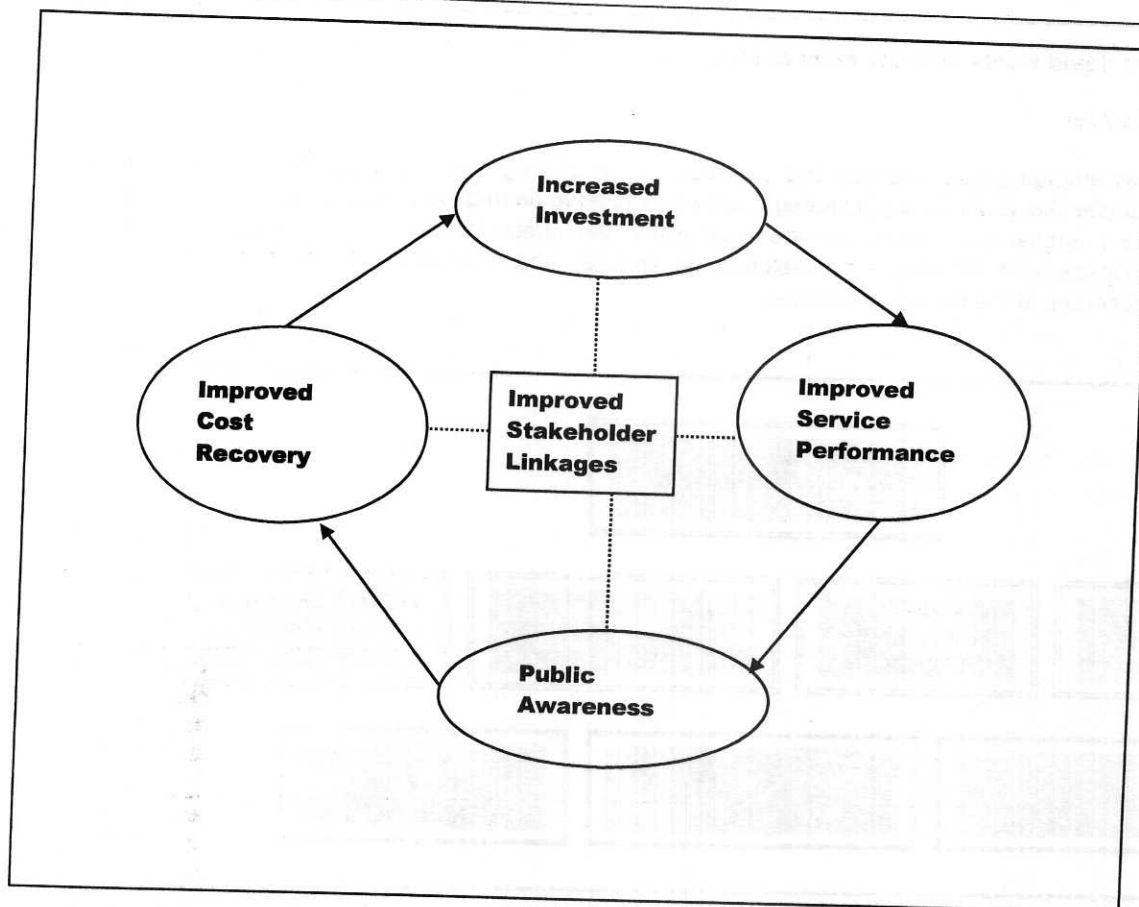 Increased
Investment
Improved
Cost
Recovery
Improved
Stakeholder
Linkages
Improved
Service
Performance
Public
Awareness